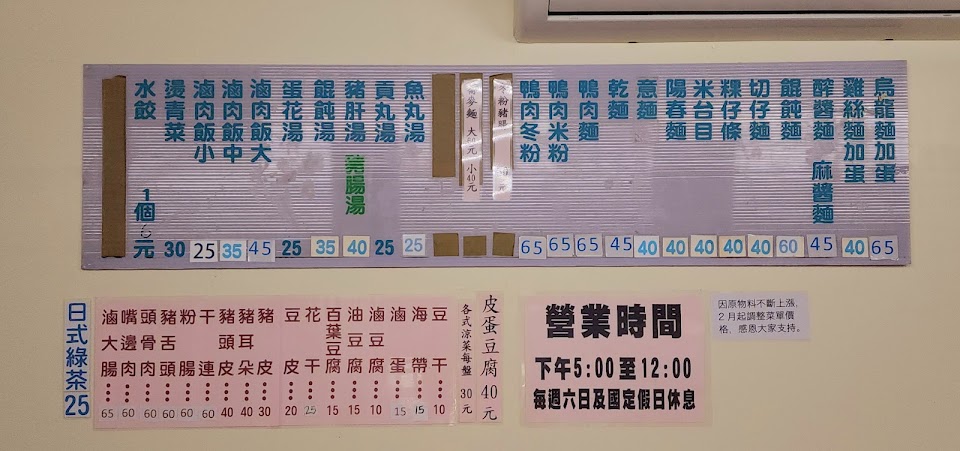 烏龍麵加蛋 65
雞絲麵加蛋 40
醡醬麵 麻醬麵 45
餛飩麵 60
切仔麵 40
粿仔條 40
米台目 40
陽春麵 40
意麵 40
乾麵 45
鴨肉麵 65
鴨肉米粉 65
鴨肉冬粉 65
魚丸湯 25
貢丸湯 25
豬肝湯 粉腸湯 40
餛飩湯 35
蛋花湯 25
滷肉飯大 45
滷肉飯中 35
滷肉飯小 25
燙青菜 30
水餃 1個6元
因原物料不斷上漲,
2月起調整菜單價
格、感恩大家支持。
營業時間
下午5:00至12:00
每週六日及國定假日休息
皮蛋豆腐 40元
各式涼菜每盤 30元
豆干 10
海帶 15
滷蛋 15
滷豆腐 10
油豆腐 15
百葉豆腐 15
花干 25
豆皮 20
豬皮 30
豬耳朵 40
豬頭皮 40
干連 60
粉腸 60
豬舌頭 60
頭骨肉 60
嘴邊肉 60
滷大腸 65
日式綠茶 25